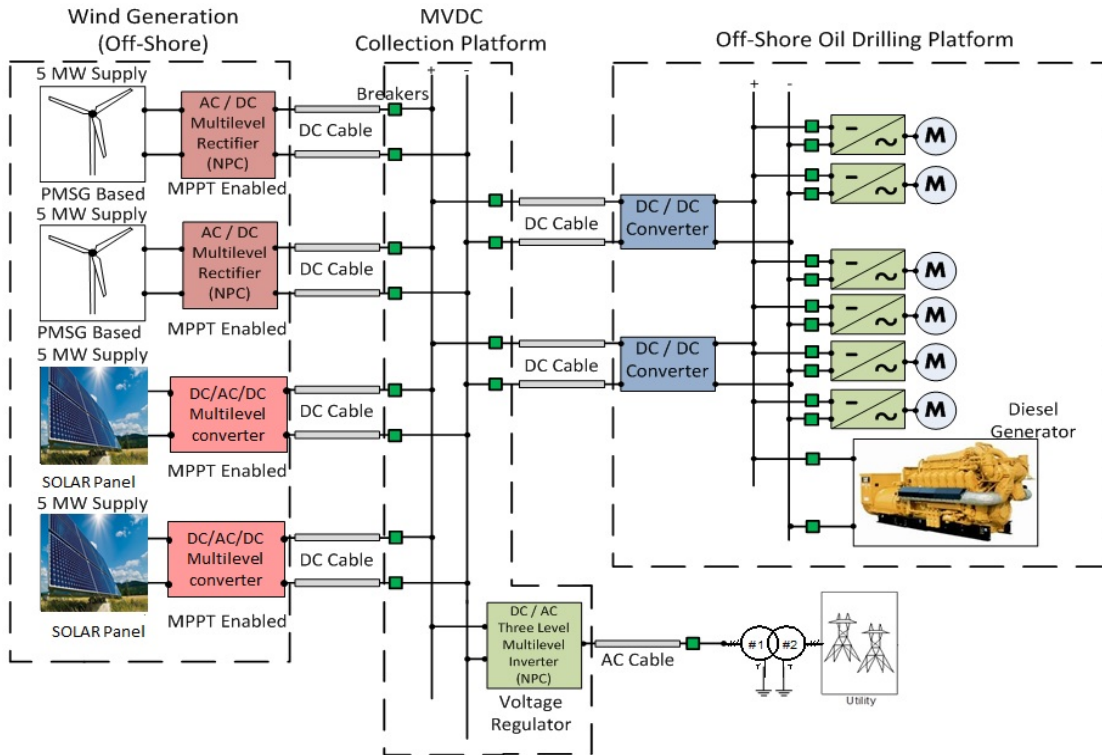 Wind Generation
(Off-Shore)
MVDC
Collection Platform
Off-Shore Oil Drilling Platform
5 MW Supply
AC / DC
Multilevel
Rectifier
(NPC)
PMSG Based
MPPT Enabled
DC Cable
Breakers
+
-
5 MW Supply
AC / DC
Multilevel
Rectifier
(NPC)
PMSG Based
MPPT Enabled
DC Cable
5 MW Supply
DC/AC/DC
Multilevel
converter
SOLAR Panel
MPPT Enabled
DC Cable
5 MW Supply
DC/AC/DC
Multilevel
converter
SOLAR Panel
MPPT Enabled
DC Cable
DC Cable
DC / DC
Converter
DC Cable
DC / DC
Converter
+
-
- ~ M
- ~ M
- ~ M
- ~ M
- ~ M
- ~ M
Diesel
Generator
DC / AC
Three Level
Multilevel
Inverter
(NPC)
Voltage
Regulator
AC Cable
#1 #2
Utility